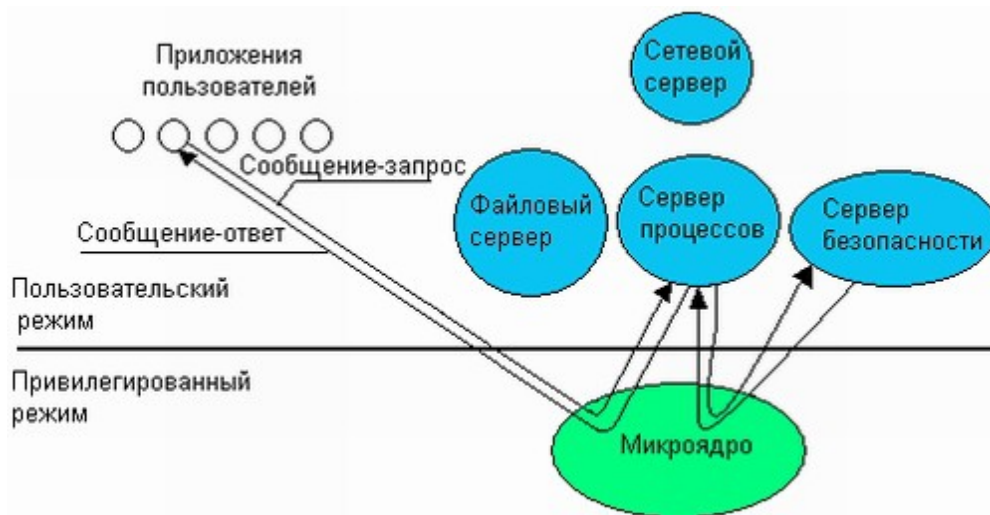 Приложения
пользователей
Сетевой
сервер
Сообщение-запрос
Файловый
сервер
Сервер
процессов
Сервер
безопасности
Сообщение-ответ
Пользовательский
режим
Привилегированный
режим
Микроядро